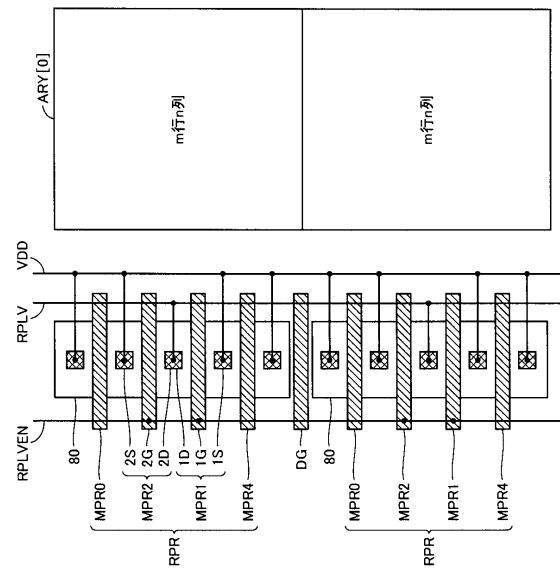 ARY[0]
m行n列
m行n列
VDD
RPLV
RPLVEN
80
2S
2G
2D
1D
1G
1S
DG
80
MPR0
MPR2
MPR1
MPR4
MPR0
MPR2
MPR1
MPR4
RPR
RPR